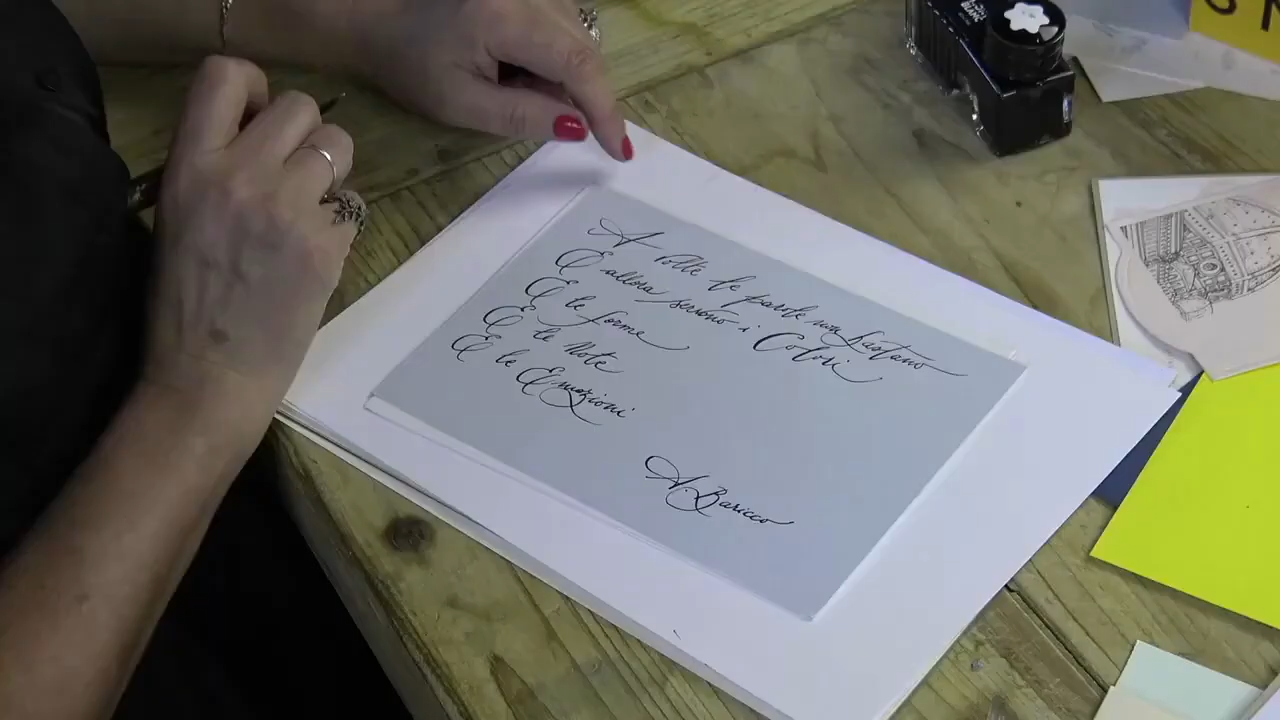 A volte le parole non bastano
E allora servono i Colori
E le forme
E le Note
E le Emozioni
A. Baricco